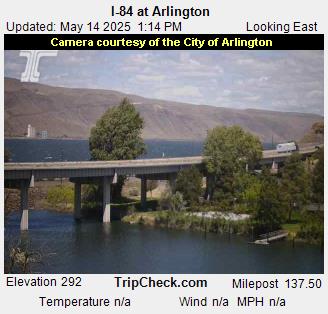 I-84 at Arlington
Updated: May 14 2025 1:14 PM Looking East
Camera courtesy of the City of Arlington
Elevation 292 TripCheck.com Milepost 137.50
Temperature n/a Wind n/a MPH n/a